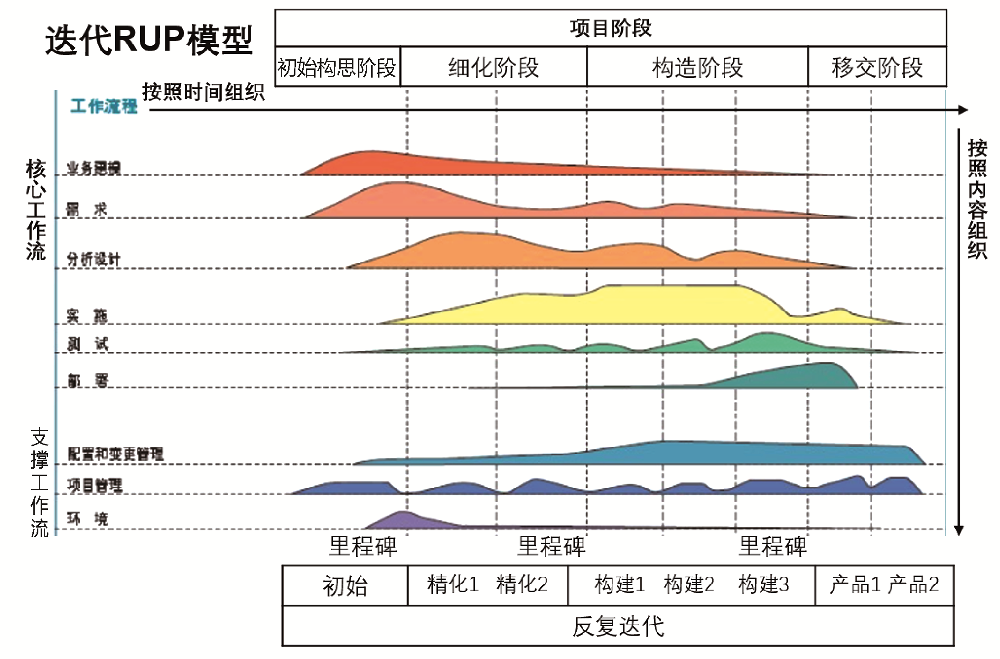 迭代RUP模型
项目阶段
初始构思阶段 细化阶段 构造阶段 移交阶段
按照时间组织
工作流程
核心工作流
业务建模
需 求
分析设计
实 施
测 试
部 署
支撑工作流
配置和变更管理
项目管理
环 境
按照内容组织
里程碑 里程碑 里程碑
初始 精化1 精化2 构建1 构建2 构建3 产品1 产品2
反复迭代